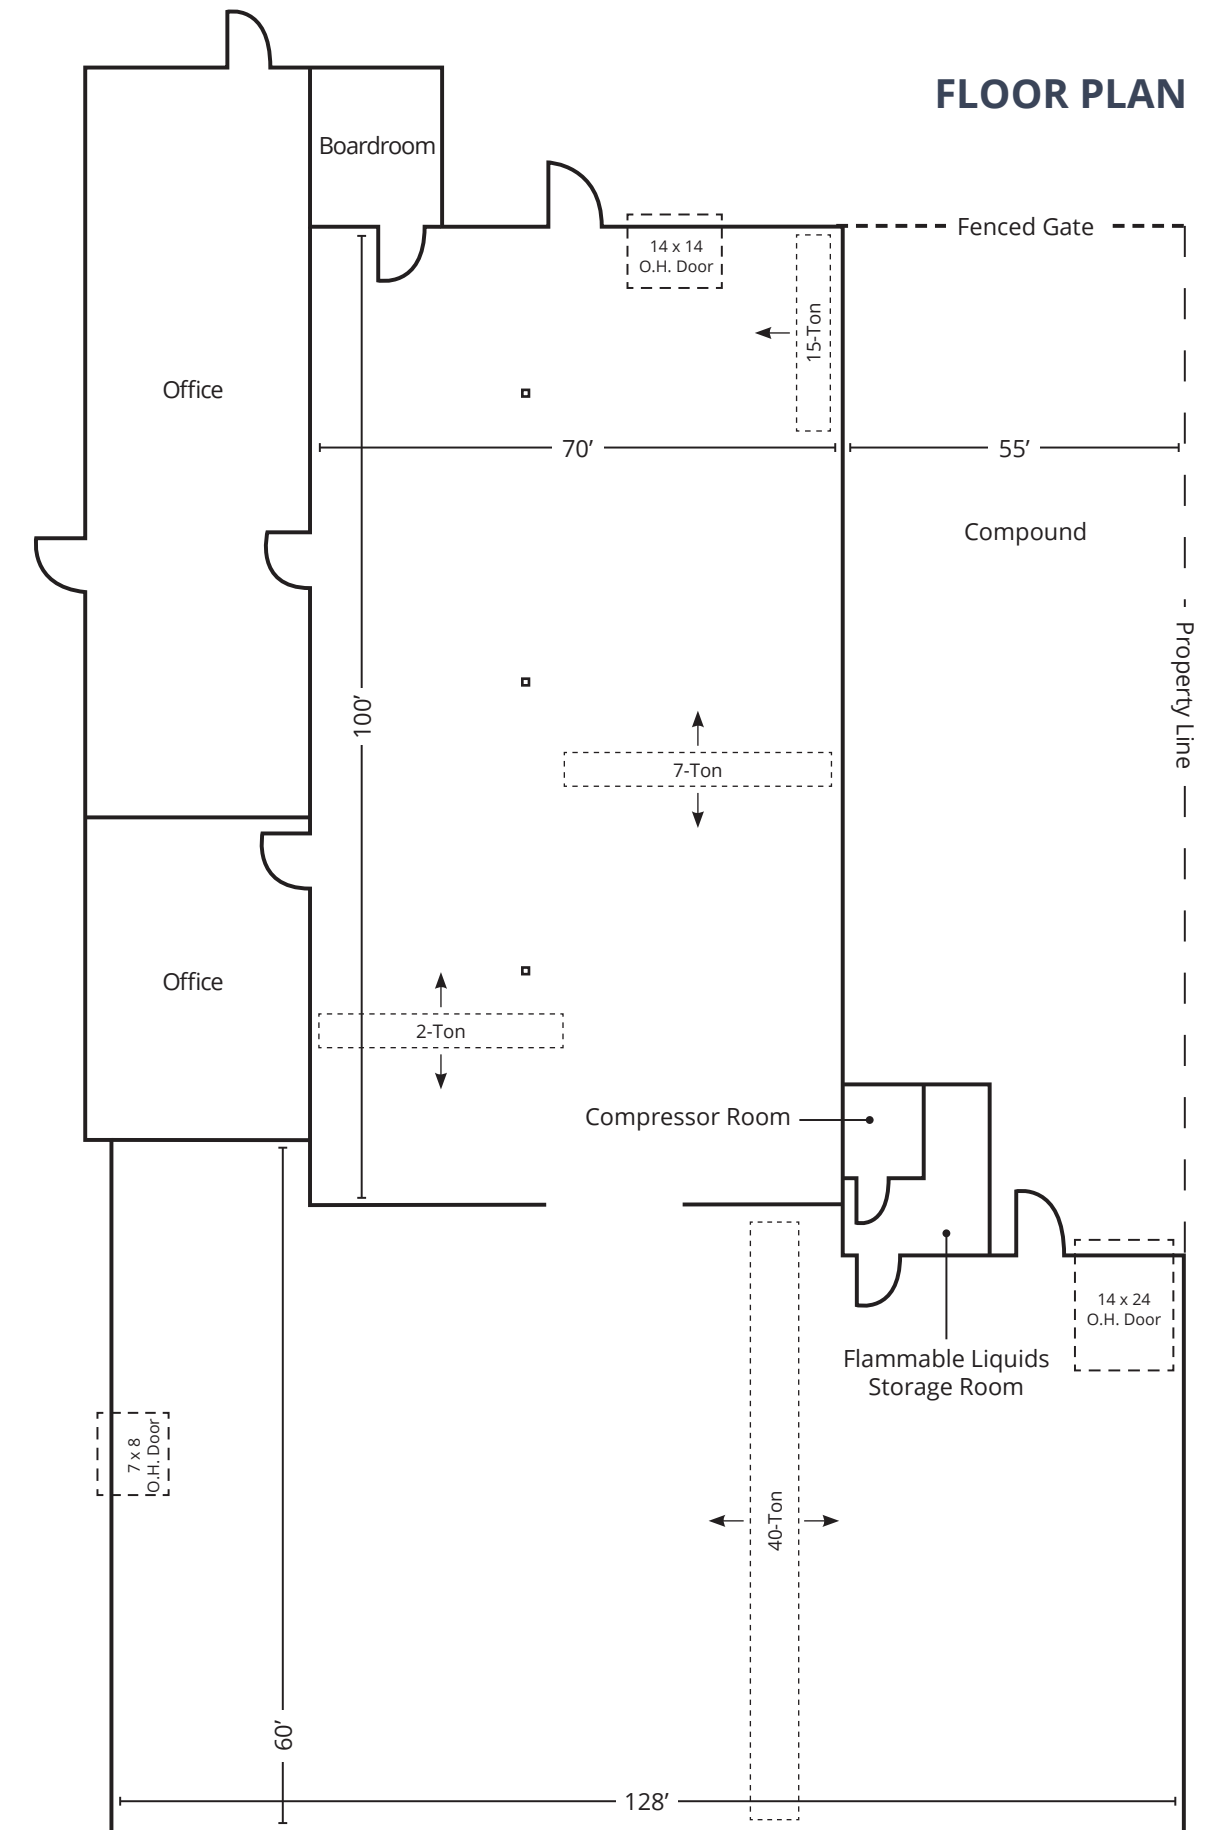 FLOOR PLAN
Boardroom
Fenced Gate
14 x 14
O.H. Door
15-Ton
Office
70’
55’
Compound
Property Line
100’
7-Ton
Office
2-Ton
Compressor Room
14 x 24
O.H. Door
Flammable Liquids
Storage Room
7 x 8
O.H. Door
40-Ton
60’
128’